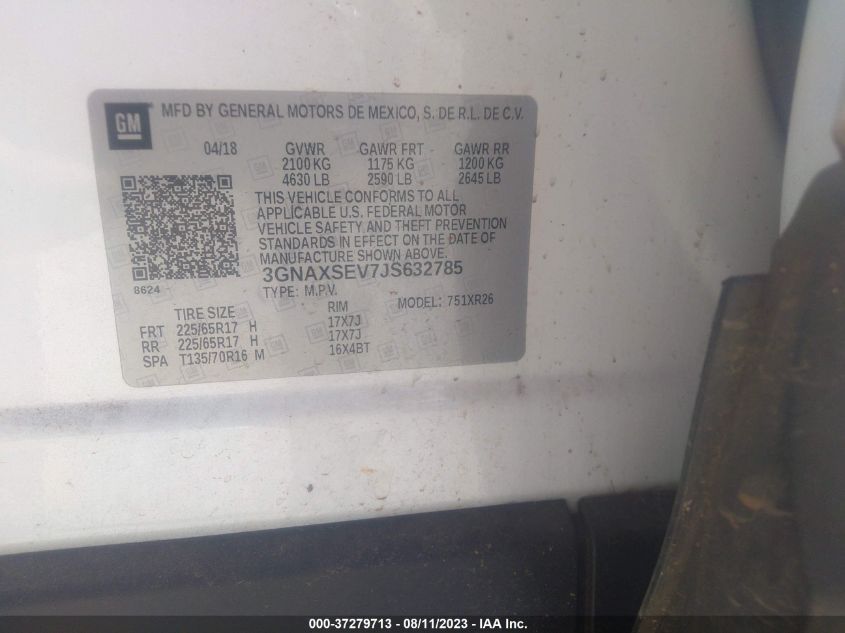 GM MFD BY GENERAL MOTORS DE MEXICO, S. DE R.L. DE C.V.
04/18 GVWR GAWR FRT GAWR RR
2100 KG 1175 KG 1200 KG
4630 LB 2590 LB 2645 LB
THIS VEHICLE CONFORMS TO ALL
APPLICABLE U.S. FEDERAL MOTOR
VEHICLE SAFETY AND THEFT PREVENTION
STANDARDS IN EFFECT ON THE DATE OF
MANUFACTURE SHOWN ABOVE.
3GNAXSEV7JS632785
8624 TYPE: M.P.V. MODEL: 751XR26
TIRE SIZE RIM
FRT 225/65R17 H 17X7J
RR 225/65R17 H 17X7J
SPA T135/70R16 M 16X4BT
000-37279713 - 08/11/2023 - IAA Inc.